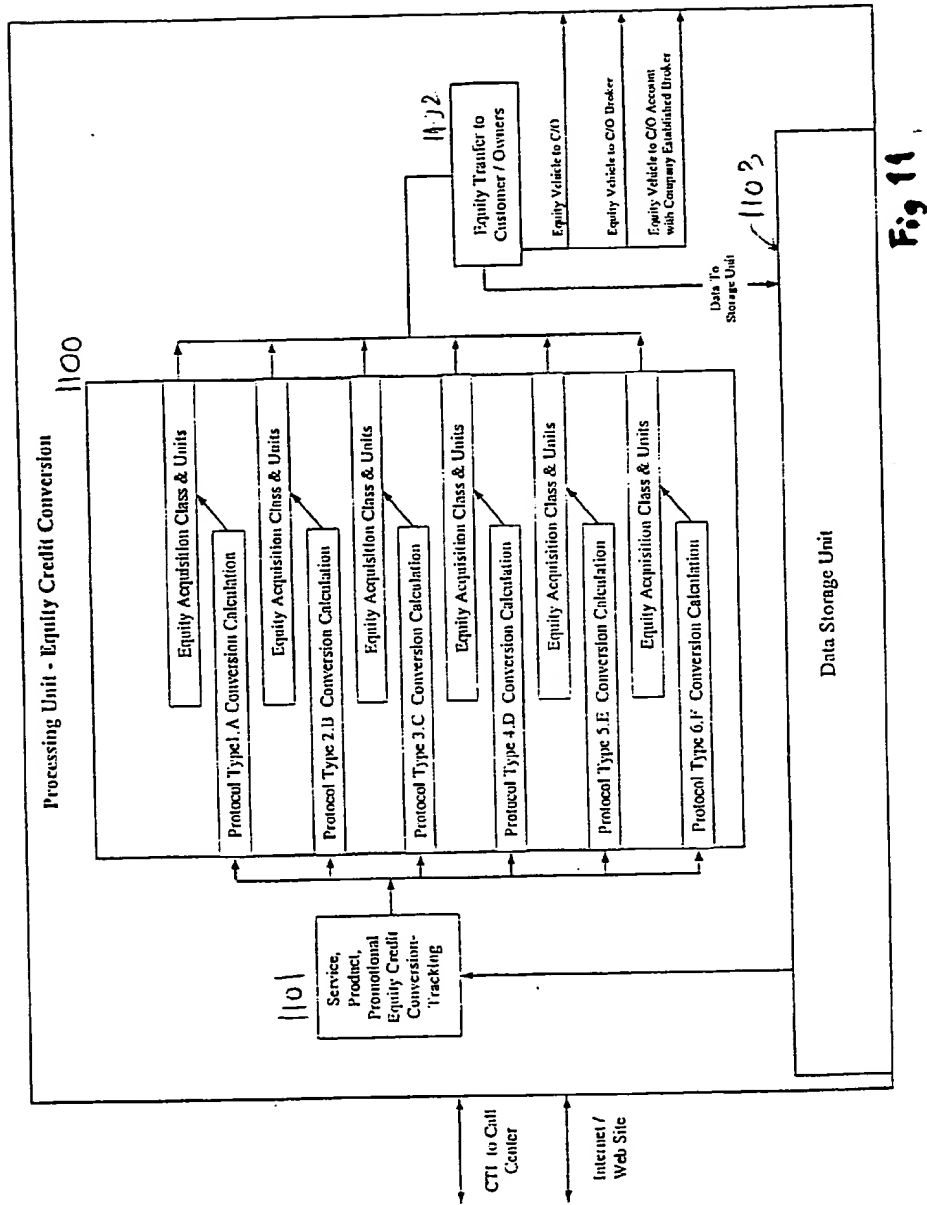 Processing Unit - Equity Credit Conversion
1100
1101
Service,
Product,
Promotional
Equity Credit
Conversion-
Tracking
Protocol Type1.A Conversion Calculation
Equity Acquisition Class & Units
Protocol Type 2.B Conversion Calculation
Equity Acquisition Class & Units
Protocol Type 3.C Conversion Calculation
Equity Acquisition Class & Units
Protocol Type 4.D Conversion Calculation
Equity Acquisition Class & Units
Protocol Type 5.E Conversion Calculation
Equity Acquisition Class & Units
Protocol Type 6.F Conversion Calculation
Equity Acquisition Class & Units
1102
Equity Tranfer to
Customer / Owners
Equity Vehicle to C/O
Equity Vehicle to C/O Broker
Equity Vehicle to C/O Account
with Company Established Broker
Data To
Storage Unit
1103
Data Storage Unit
CTI to Call
Center
Internet /
Web Site
Fig 11